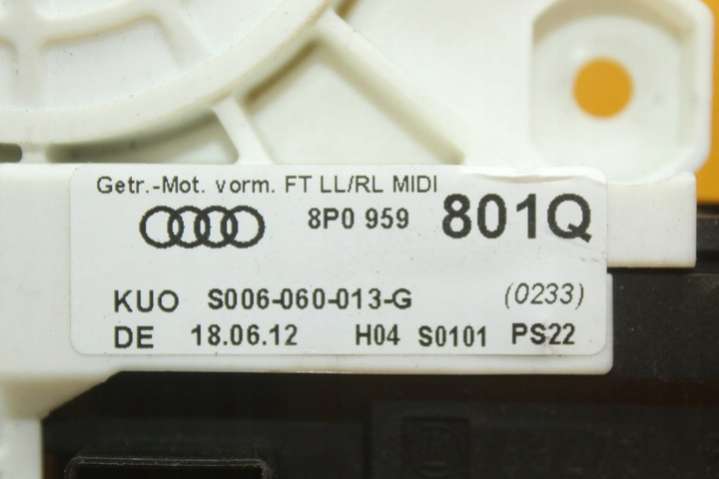 Getr.-Mot. vorm. FT LL/RL MIDI
8P0 959 801Q
KUO S006-060-013-G (0233)
DE 18.06.12 H04 S0101 PS22